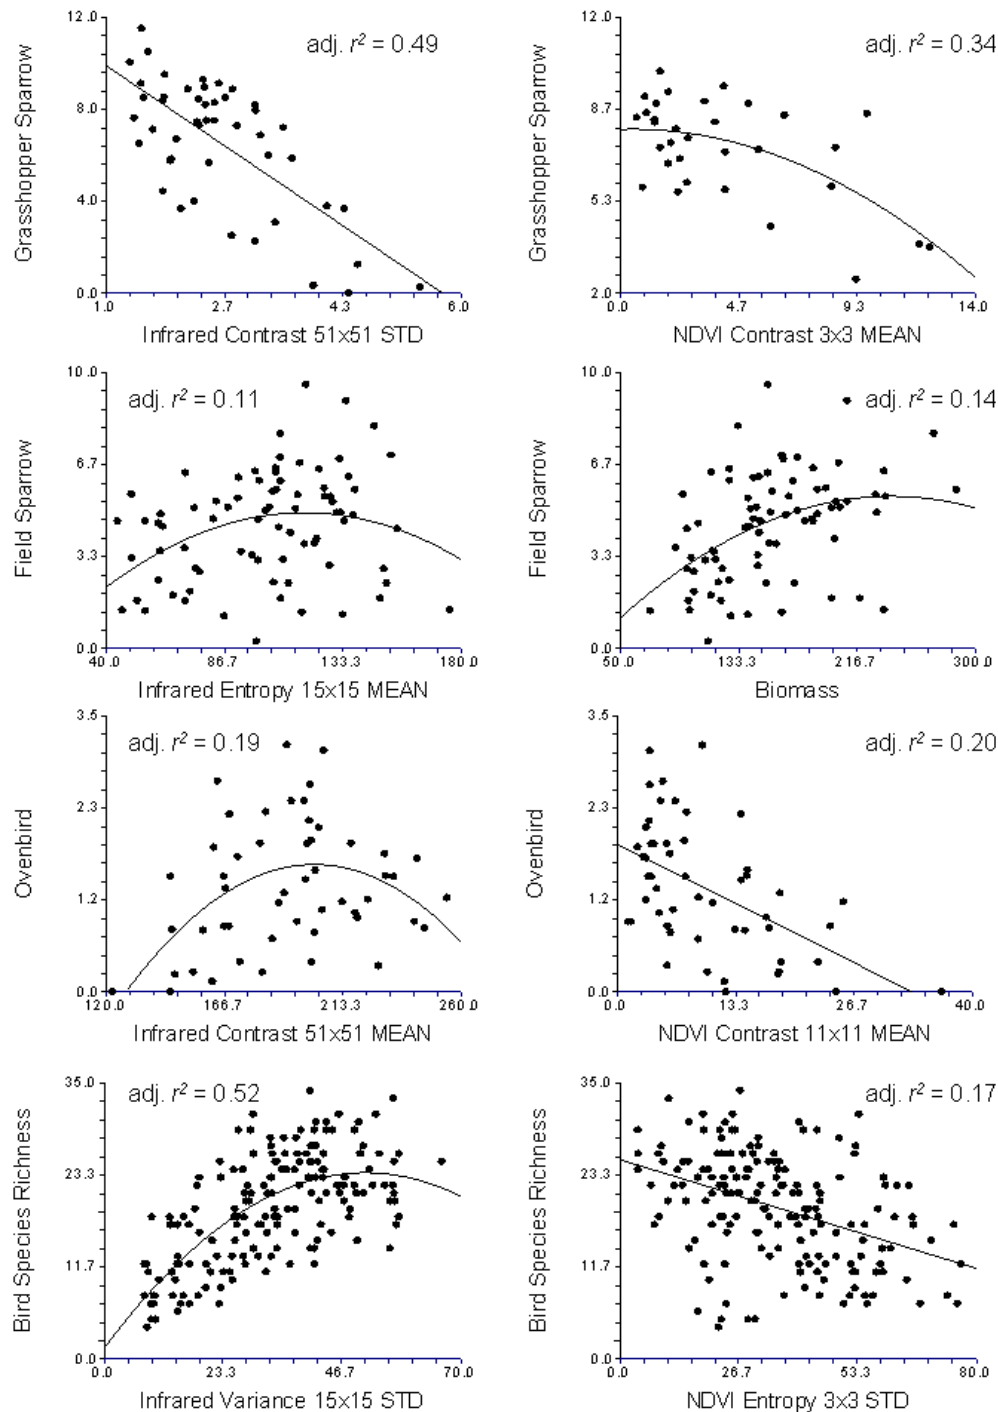 12.0
8.0
4.0
0.0
1.0 2.7 4.3 6.0
Grasshopper Sparrow
adj. r² = 0.49
Infrared Contrast 51x51 STD
12.0
8.7
5.3
2.0
0.0 4.7 9.3 14.0
Grasshopper Sparrow
adj. r² = 0.34
NDVI Contrast 3x3 MEAN
10.0
6.7
3.3
0.0
40.0 86.7 133.3 180.0
Field Sparrow
adj. r² = 0.11
Infrared Entropy 15x15 MEAN
10.0
6.7
3.3
0.0
50.0 133.3 216.7 300.0
Field Sparrow
adj. r² = 0.14
Biomass
3.5
2.3
1.2
0.0
120.0 166.7 213.3 260.0
Ovenbird
adj. r² = 0.19
Infrared Contrast 51x51 MEAN
3.5
2.3
1.2
0.0
0.0 13.3 26.7 40.0
Ovenbird
adj. r² = 0.20
NDVI Contrast 11x11 MEAN
35.0
23.3
11.7
0.0
0.0 23.3 46.7 70.0
Bird Species Richness
adj. r² = 0.52
Infrared Variance 15x15 STD
35.0
23.3
11.7
0.0
0.0 26.7 53.3 80.0
Bird Species Richness
adj. r² = 0.17
NDVI Entropy 3x3 STD